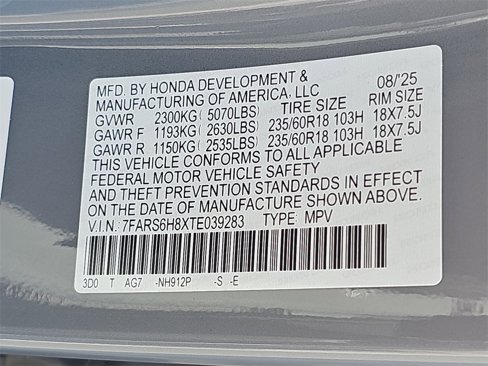 MFD. BY HONDA DEVELOPMENT & 08/'25
MANUFACTURING OF AMERICA, LLC
GVWR 2300KG (5070LBS) TIRE SIZE RIM SIZE
GAWR F 1193KG (2630LBS) 235/60R18 103H 18X7.5J
GAWR R 1150KG (2535LBS) 235/60R18 103H 18X7.5J
THIS VEHICLE CONFORMS TO ALL APPLICABLE
FEDERAL MOTOR VEHICLE SAFETY
AND THEFT PREVENTION STANDARDS IN EFFECT
ON THE DATE OF MANUFACTURE SHOWN ABOVE.
V.I.N: 7FARS6H8XTE039283 TYPE: MPV
3D0 T AG7 -NH912P -S -E